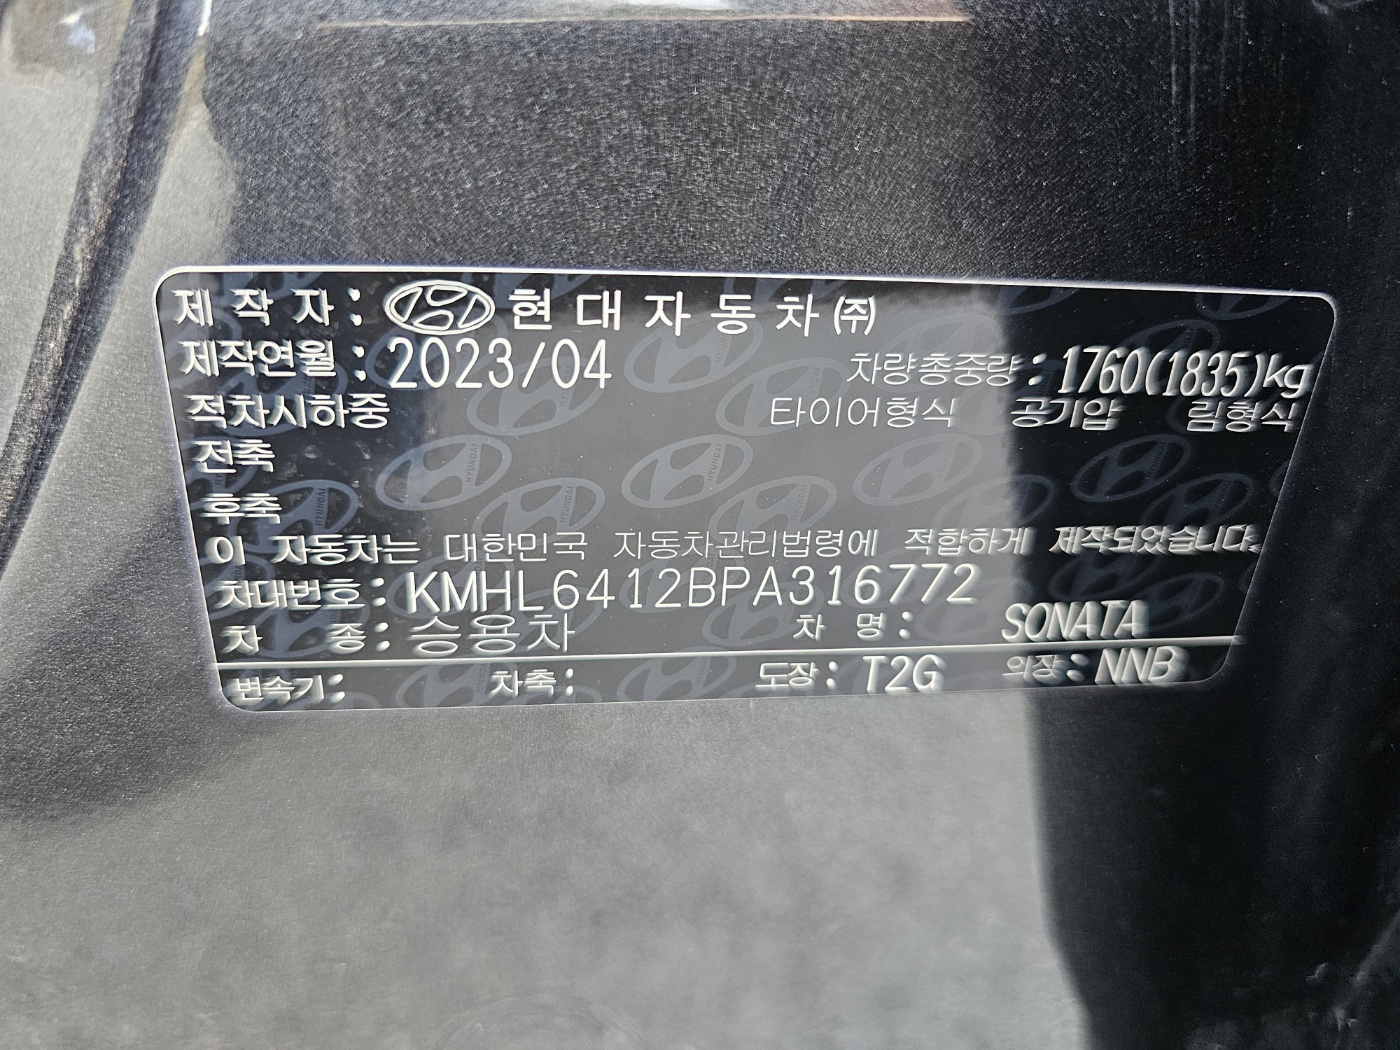 제 작 자 : HYUNDAI 현 대 자 동 차 ㈜
제작연월 : 2023/04 차량총중량 : 1760(1835)kg
적차시하중 타이어형식 공기압 림형식
전축
후축
이 자동차는 대한민국 자동차관리법령에 적합하게 제작되었습니다.
차대번호 : KMHL6412BPA316772
차 종 : 승용차 차 명 : SONATA
변속기 : 차축 : 도장 : T2G 의장 : NNB